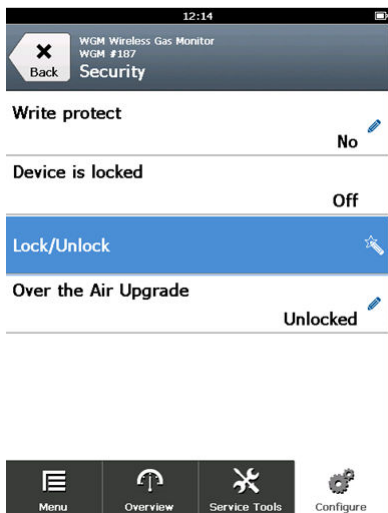 12:14
WGM Wireless Gas Monitor
WGM #187
Back
Security
Write protect
No
Device is locked
Off
Lock/Unlock
Over the Air Upgrade
Unlocked
Menu
Overview
Service Tools
Configure